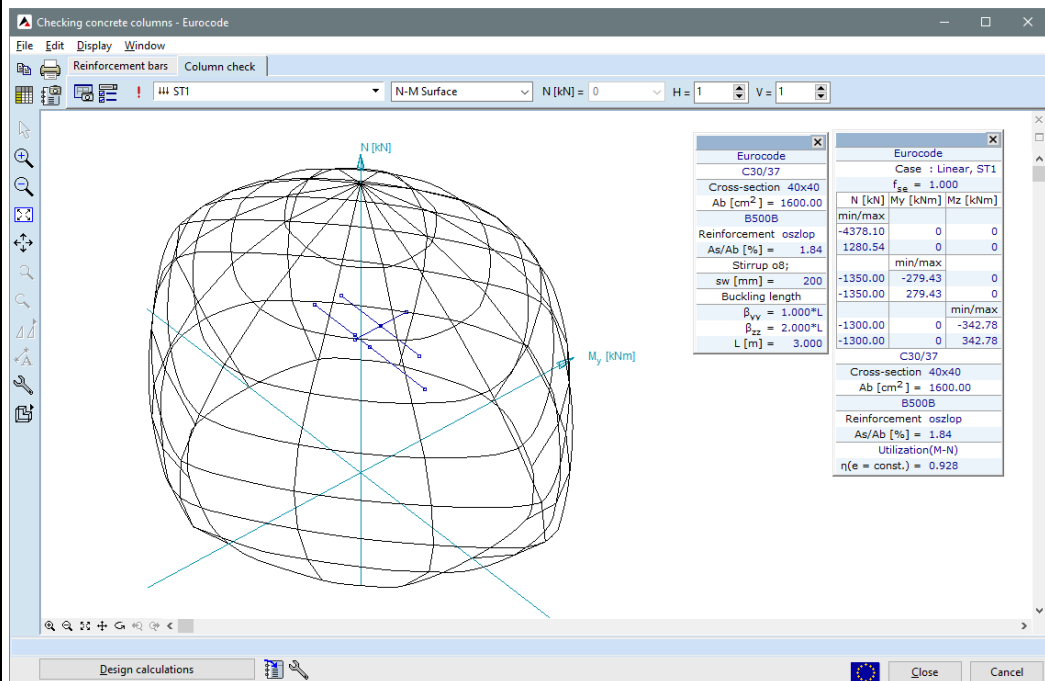 Checking concrete columns - Eurocode
File Edit Display Window
Reinforcement bars Column check
! ST1 N-M Surface N [kN] = 0 H = 1 V = 1
N [kN]
My [kNm]
Eurocode
C30/37
Cross-section 40x40
Ab [cm²] = 1600.00
B500B
Reinforcement oszlop
As/Ab [%] = 1.84
Stirrup o8;
sw [mm] = 200
Buckling length
βyy = 1.000*L
βzz = 2.000*L
L [m] = 3.000
Eurocode
Case : Linear, ST1
fse = 1.000
N [kN] My [kNm] Mz [kNm]
min/max
-4378.10 0 0
1280.54 0 0
min/max
-1350.00 -279.43 0
-1350.00 279.43 0
min/max
-1300.00 0 -342.78
-1300.00 0 342.78
C30/37
Cross-section 40x40
Ab [cm²] = 1600.00
B500B
Reinforcement oszlop
As/Ab [%] = 1.84
Utilization(M-N)
η(e = const.) = 0.928
Design calculations Close Cancel